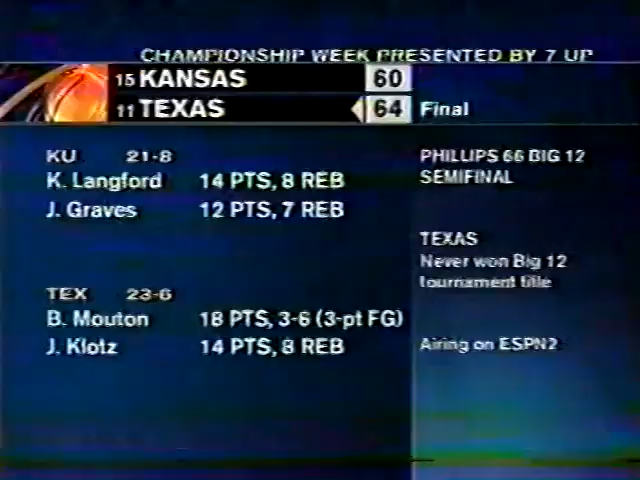 CHAMPIONSHIP WEEK PRESENTED BY 7 UP
15 KANSAS 60
11 TEXAS 64 Final
KU 21-8
K. Langford 14 PTS, 8 REB
J. Graves 12 PTS, 7 REB
TEX 23-6
B. Mouton 18 PTS, 3-6 (3-pt FG)
J. Klotz 14 PTS, 8 REB
PHILLIPS 66 BIG 12
SEMIFINAL
TEXAS
Never won Big 12
tournament title
Airing on ESPN2